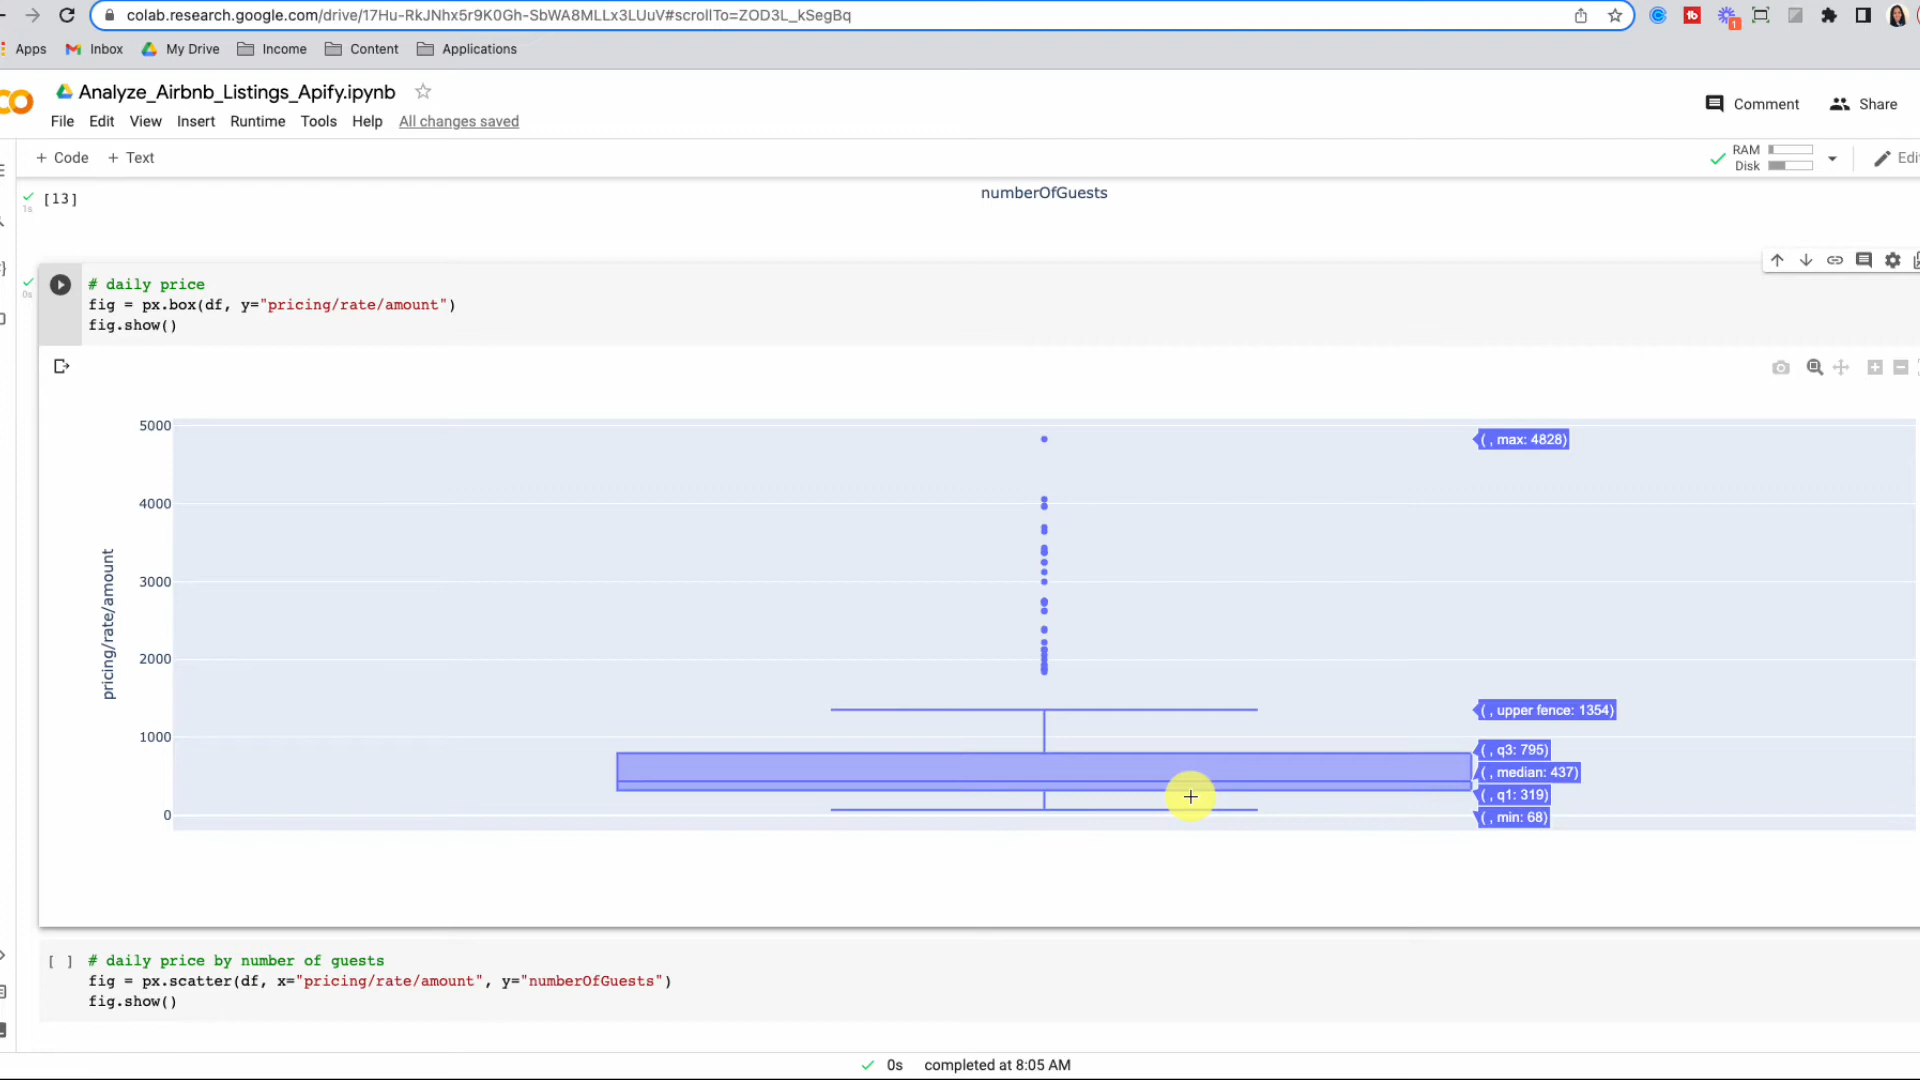 colab.research.google.com/drive/17Hu-RkJNhx5r9K0Gh-SbWA8MLLx3LUuV#scrollTo=ZOD3L_kSegBq
Apps Inbox My Drive Income Content Applications
Analyze_Airbnb_Listings_Apify.ipynb
Comment Share
File Edit View Insert Runtime Tools Help All changes saved
+ Code + Text
RAM
Disk
Edi
[13]
1s
numberOfGuests
0s
# daily price
fig = px.box(df, y="pricing/rate/amount")
fig.show()
5000
4000
3000
2000
1000
0
pricing/rate/amount
( , max: 4828)
( , upper fence: 1354)
( , q3: 795)
( , median: 437)
( , q1: 319)
( , min: 68)
[ ] # daily price by number of guests
fig = px.scatter(df, x="pricing/rate/amount", y="numberOfGuests")
fig.show()
0s completed at 8:05 AM